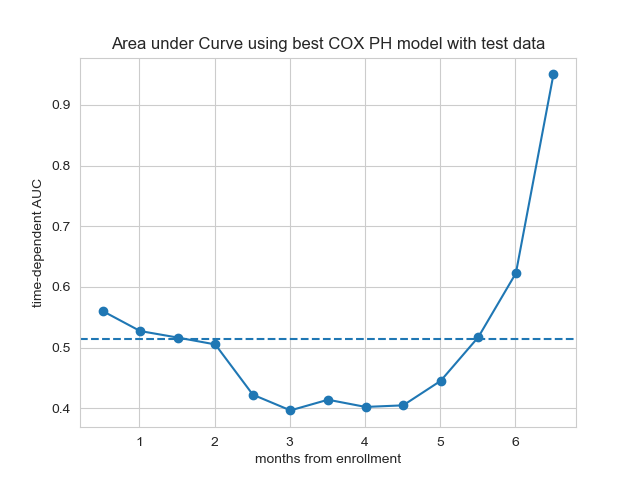 Area under Curve using best COX PH model with test data
time-dependent AUC
0.9
0.8
0.7
0.6
0.5
0.4
1 2 3 4 5 6
months from enrollment